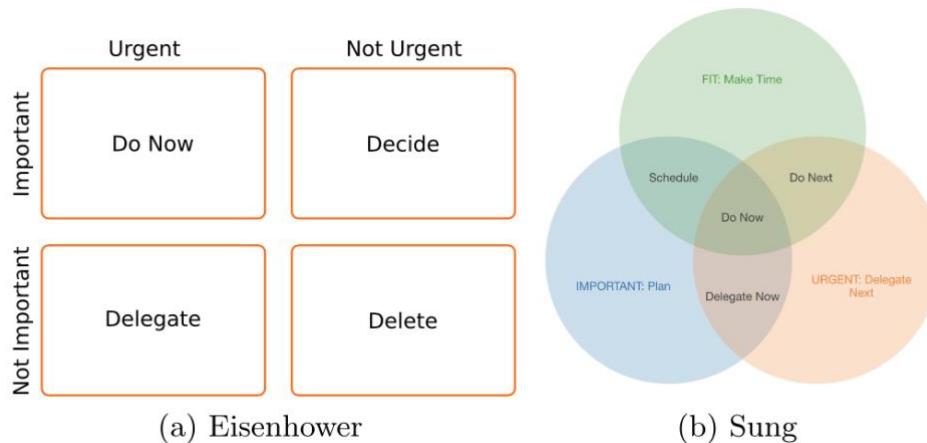 Urgent
Not Urgent
Important
Do Now
Decide
Not Important
Delegate
Delete
(a) Eisenhower
FIT: Make Time
Schedule
Do Next
Do Now
IMPORTANT: Plan
Delegate Now
URGENT: Delegate
Next
(b) Sung